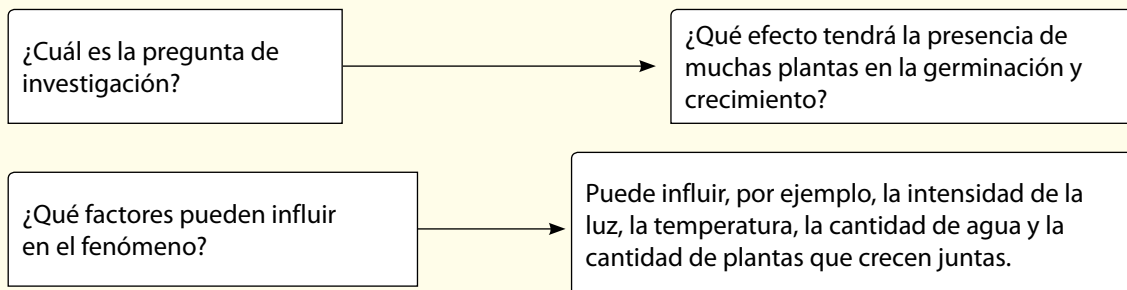 ¿Cuál es la pregunta de
investigación?
¿Qué efecto tendrá la presencia de
muchas plantas en la germinación y
crecimiento?
¿Qué factores pueden influir
en el fenómeno?
Puede influir, por ejemplo, la intensidad de la
luz, la temperatura, la cantidad de agua y la
cantidad de plantas que crecen juntas.